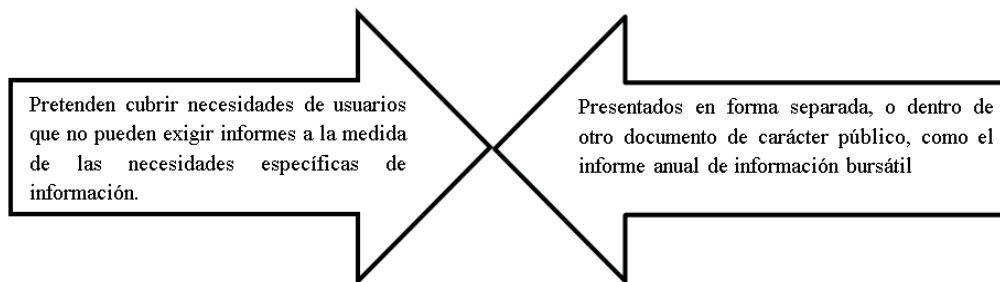 Pretenden cubrir necesidades de usuarios
que no pueden exigir informes a la medida
de las necesidades específicas de
información.
Presentados en forma separada, o dentro de
otro documento de carácter público, como el
informe anual de información bursátil